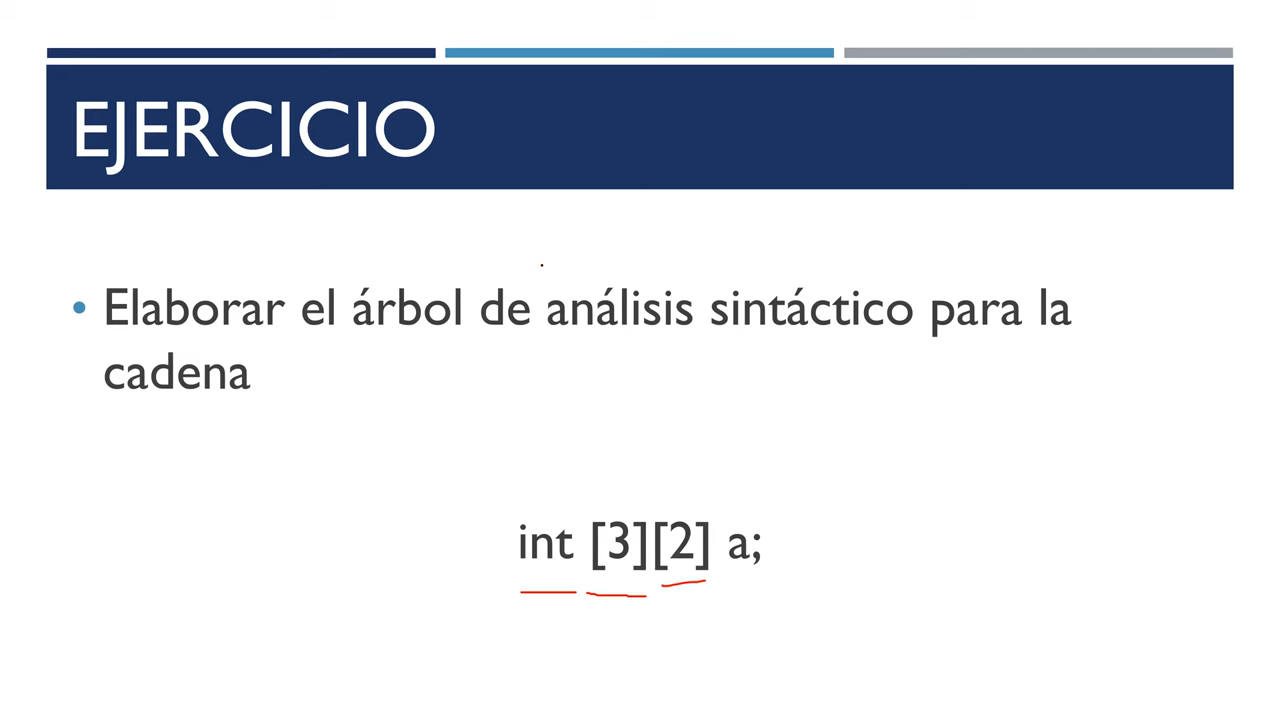 EJERCICIO
• Elaborar el árbol de análisis sintáctico para la
cadena
int [3][2] a;